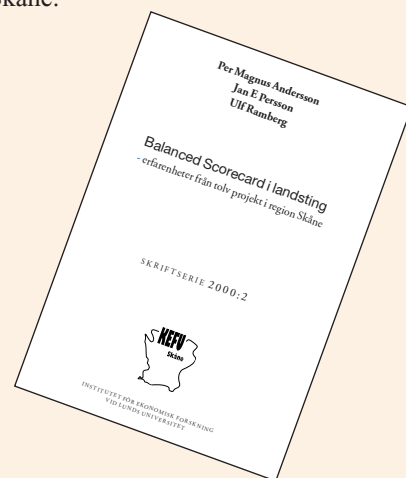 Skåne.
Per Magnus Andersson
Jan E Persson
Ulf Ramberg
Balanced Scorecard i landsting
- erfarenheter från tolv projekt i region Skåne
SKRIFTSERIE 2000:2
KEFU
Skåne
INSTITUTET FÖR EKONOMISK FORSKNING
VID LUNDS UNIVERSITET